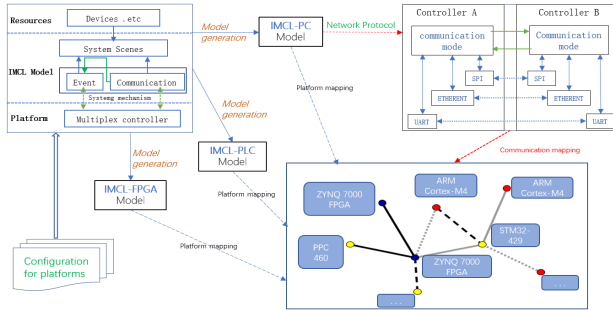 Resources
Devices .etc
System Scenes
IMCL Model
Event
Communication
Systemg mechanism
Platform
Multiplex controller
Model
generation
IMCL-PC
Model
Network Protocol
Controller A
Controller B
communication
mode
communication
mode
SPI
SPI
ETHERENT
ETHERENT
UART
UART
Model
generation
Platform mapping
Model
generation
IMCL-PLC
Model
Communication mapping
IMCL-FPGA
Model
Platform mapping
Platform mapping
Configuration
for platforms
ZYNQ 7000
FPGA
ARM
Cortex-M4
ARM
Cortex-M4
PPC
460
STM32-
429
ZYNQ 7000
FPGA
...
...